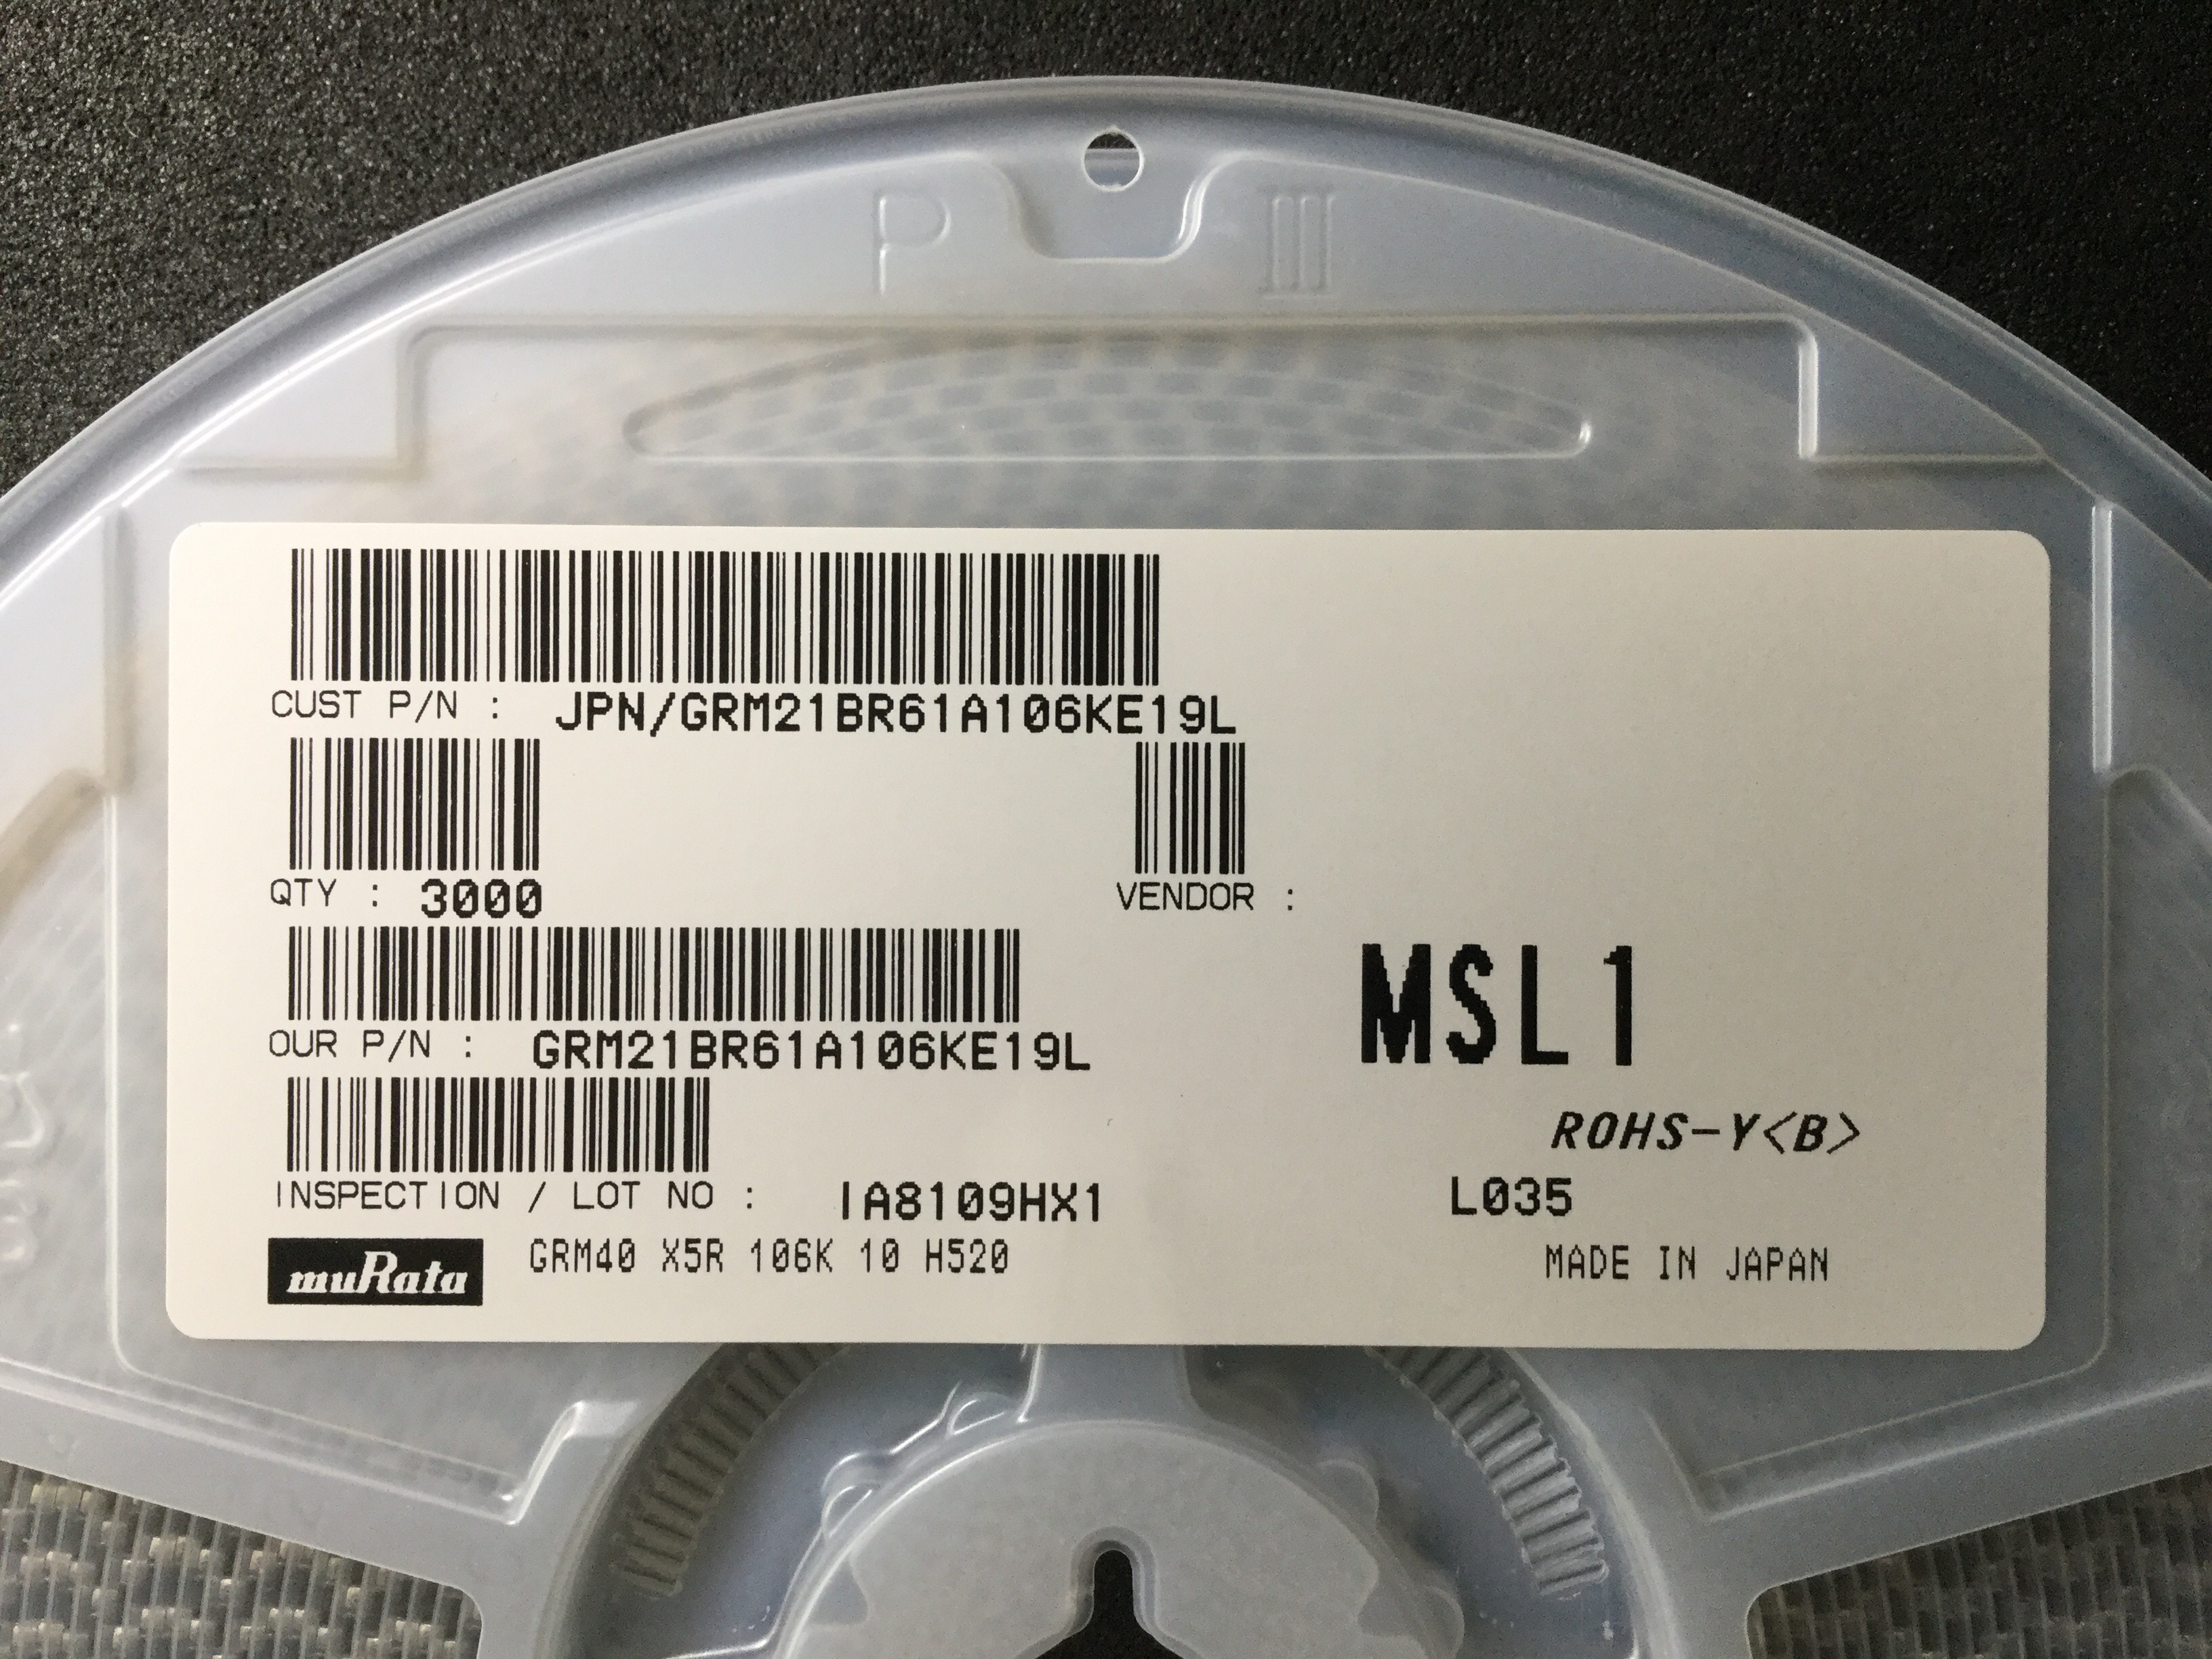 P III
CUST P/N : JPN/GRM21BR61A106KE19L
QTY : 3000
VENDOR :
OUR P/N : GRM21BR61A106KE19L
MSL1
ROHS-Y<B>
INSPECTION / LOT NO : IA8109HX1
L035
muRata
GRM40 X5R 106K 10 H520
MADE IN JAPAN